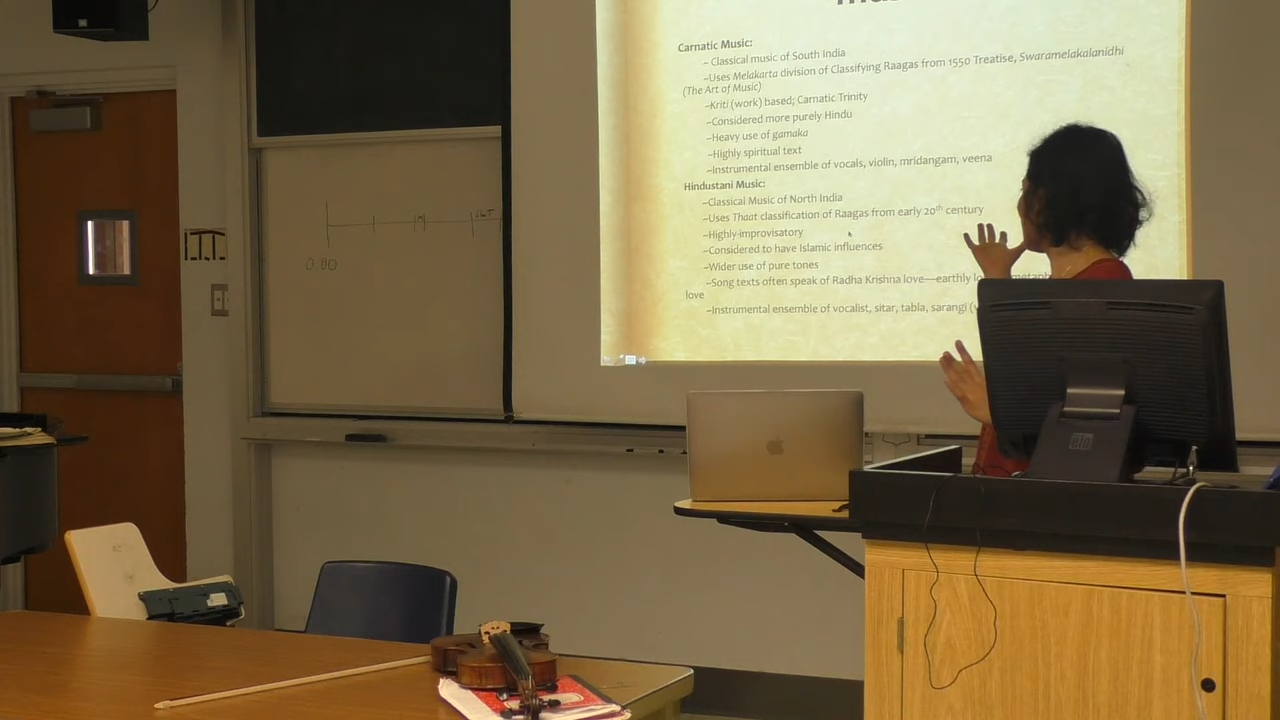 Carnatic Music:
~ Classical music of South India
~Uses Melakarta division of Classifying Raagas from 1550 Treatise, Swaramelakalanidhi
(The Art of Music)
~Kriti (work) based; Carnatic Trinity
~Considered more purely Hindu
~Heavy use of gamaka
~Highly spiritual text
~Instrumental ensemble of vocals, violin, mridangam, veena
Hindustani Music:
~Classical Music of North India
~Uses Thaat classification of Raagas from early 20th century
~Highly-improvisatory
~Considered to have Islamic influences
~Wider use of pure tones
~Song texts often speak of Radha Krishna love—earthly
love
~Instrumental ensemble of vocalist, sitar, tabla, sarangi
0.80
elo